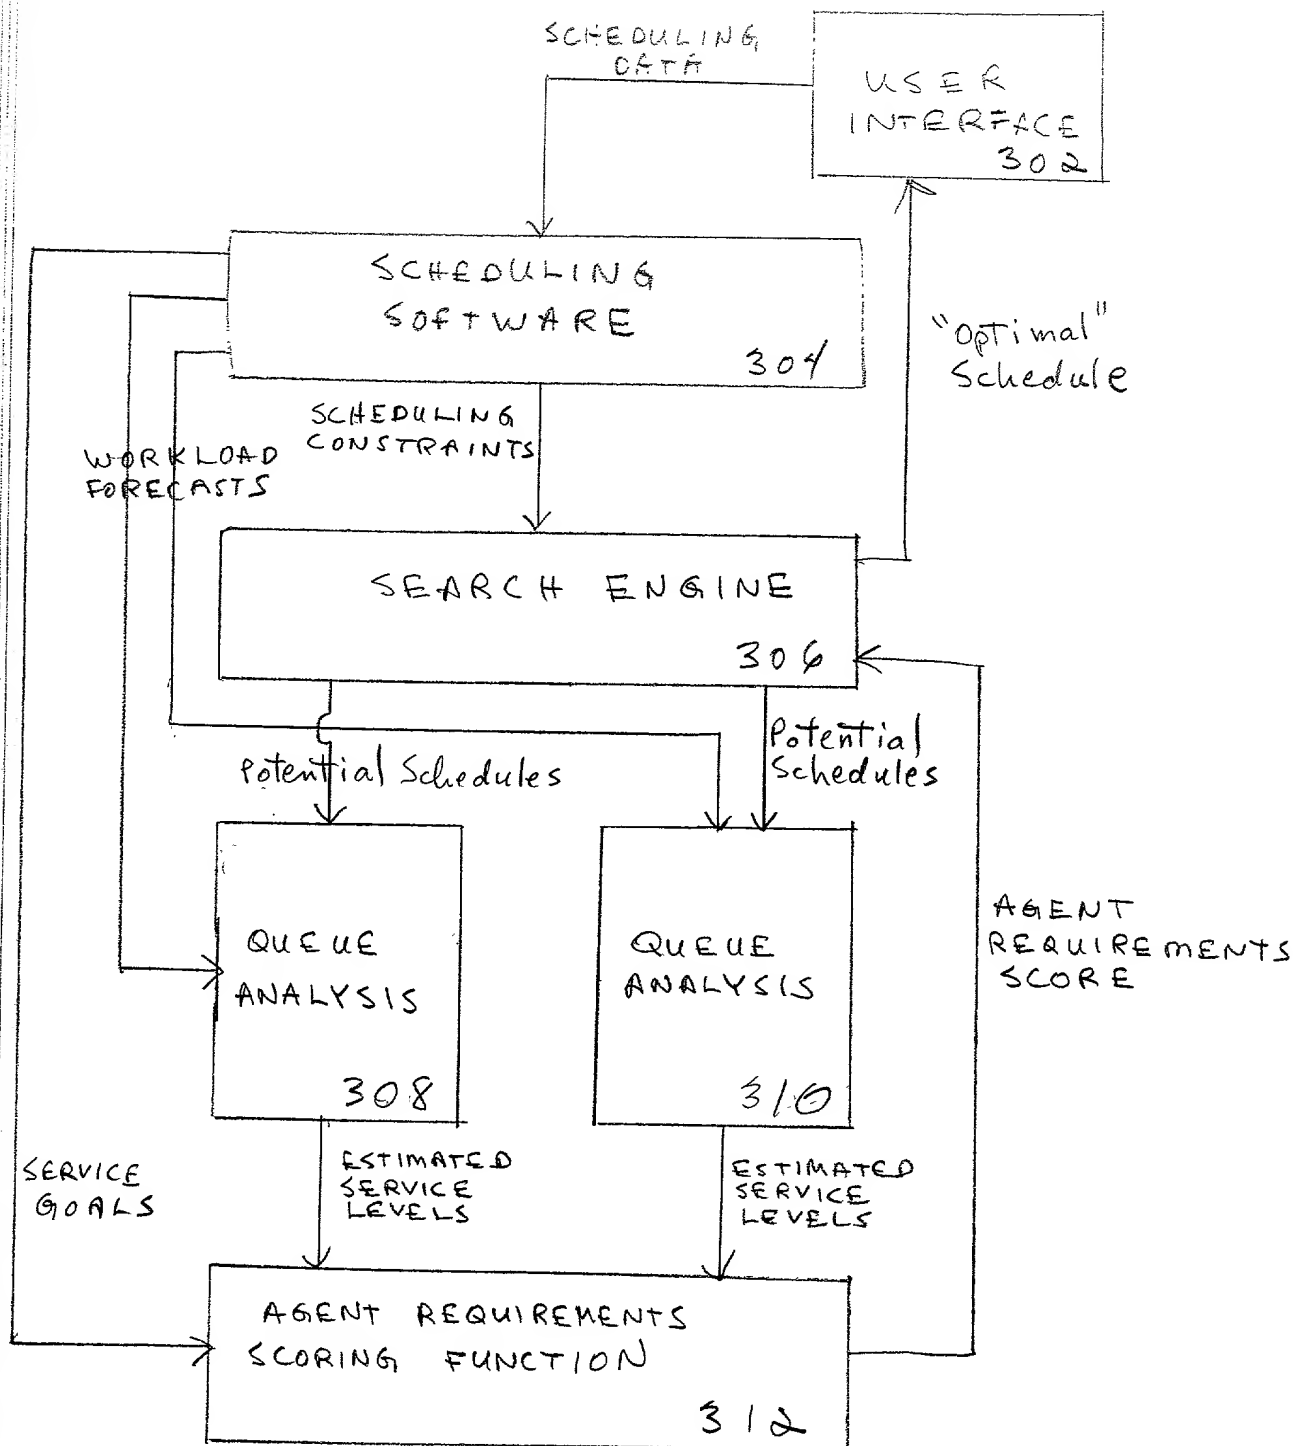 SCHEDULING
DATA
USER
INTERFACE
302
SCHEDULING
SOFTWARE
304
"Optimal"
Schedule
SCHEDULING
CONSTRAINTS
WORKLOAD
FORECASTS
SEARCH ENGINE
306
Potential
Schedules
Potential Schedules
QUEUE
ANALYSIS
308
QUEUE
ANALYSIS
310
AGENT
REQUIREMENTS
SCORE
SERVICE
GOALS
ESTIMATED
SERVICE
LEVELS
ESTIMATED
SERVICE
LEVELS
AGENT REQUIREMENTS
SCORING FUNCTION
312